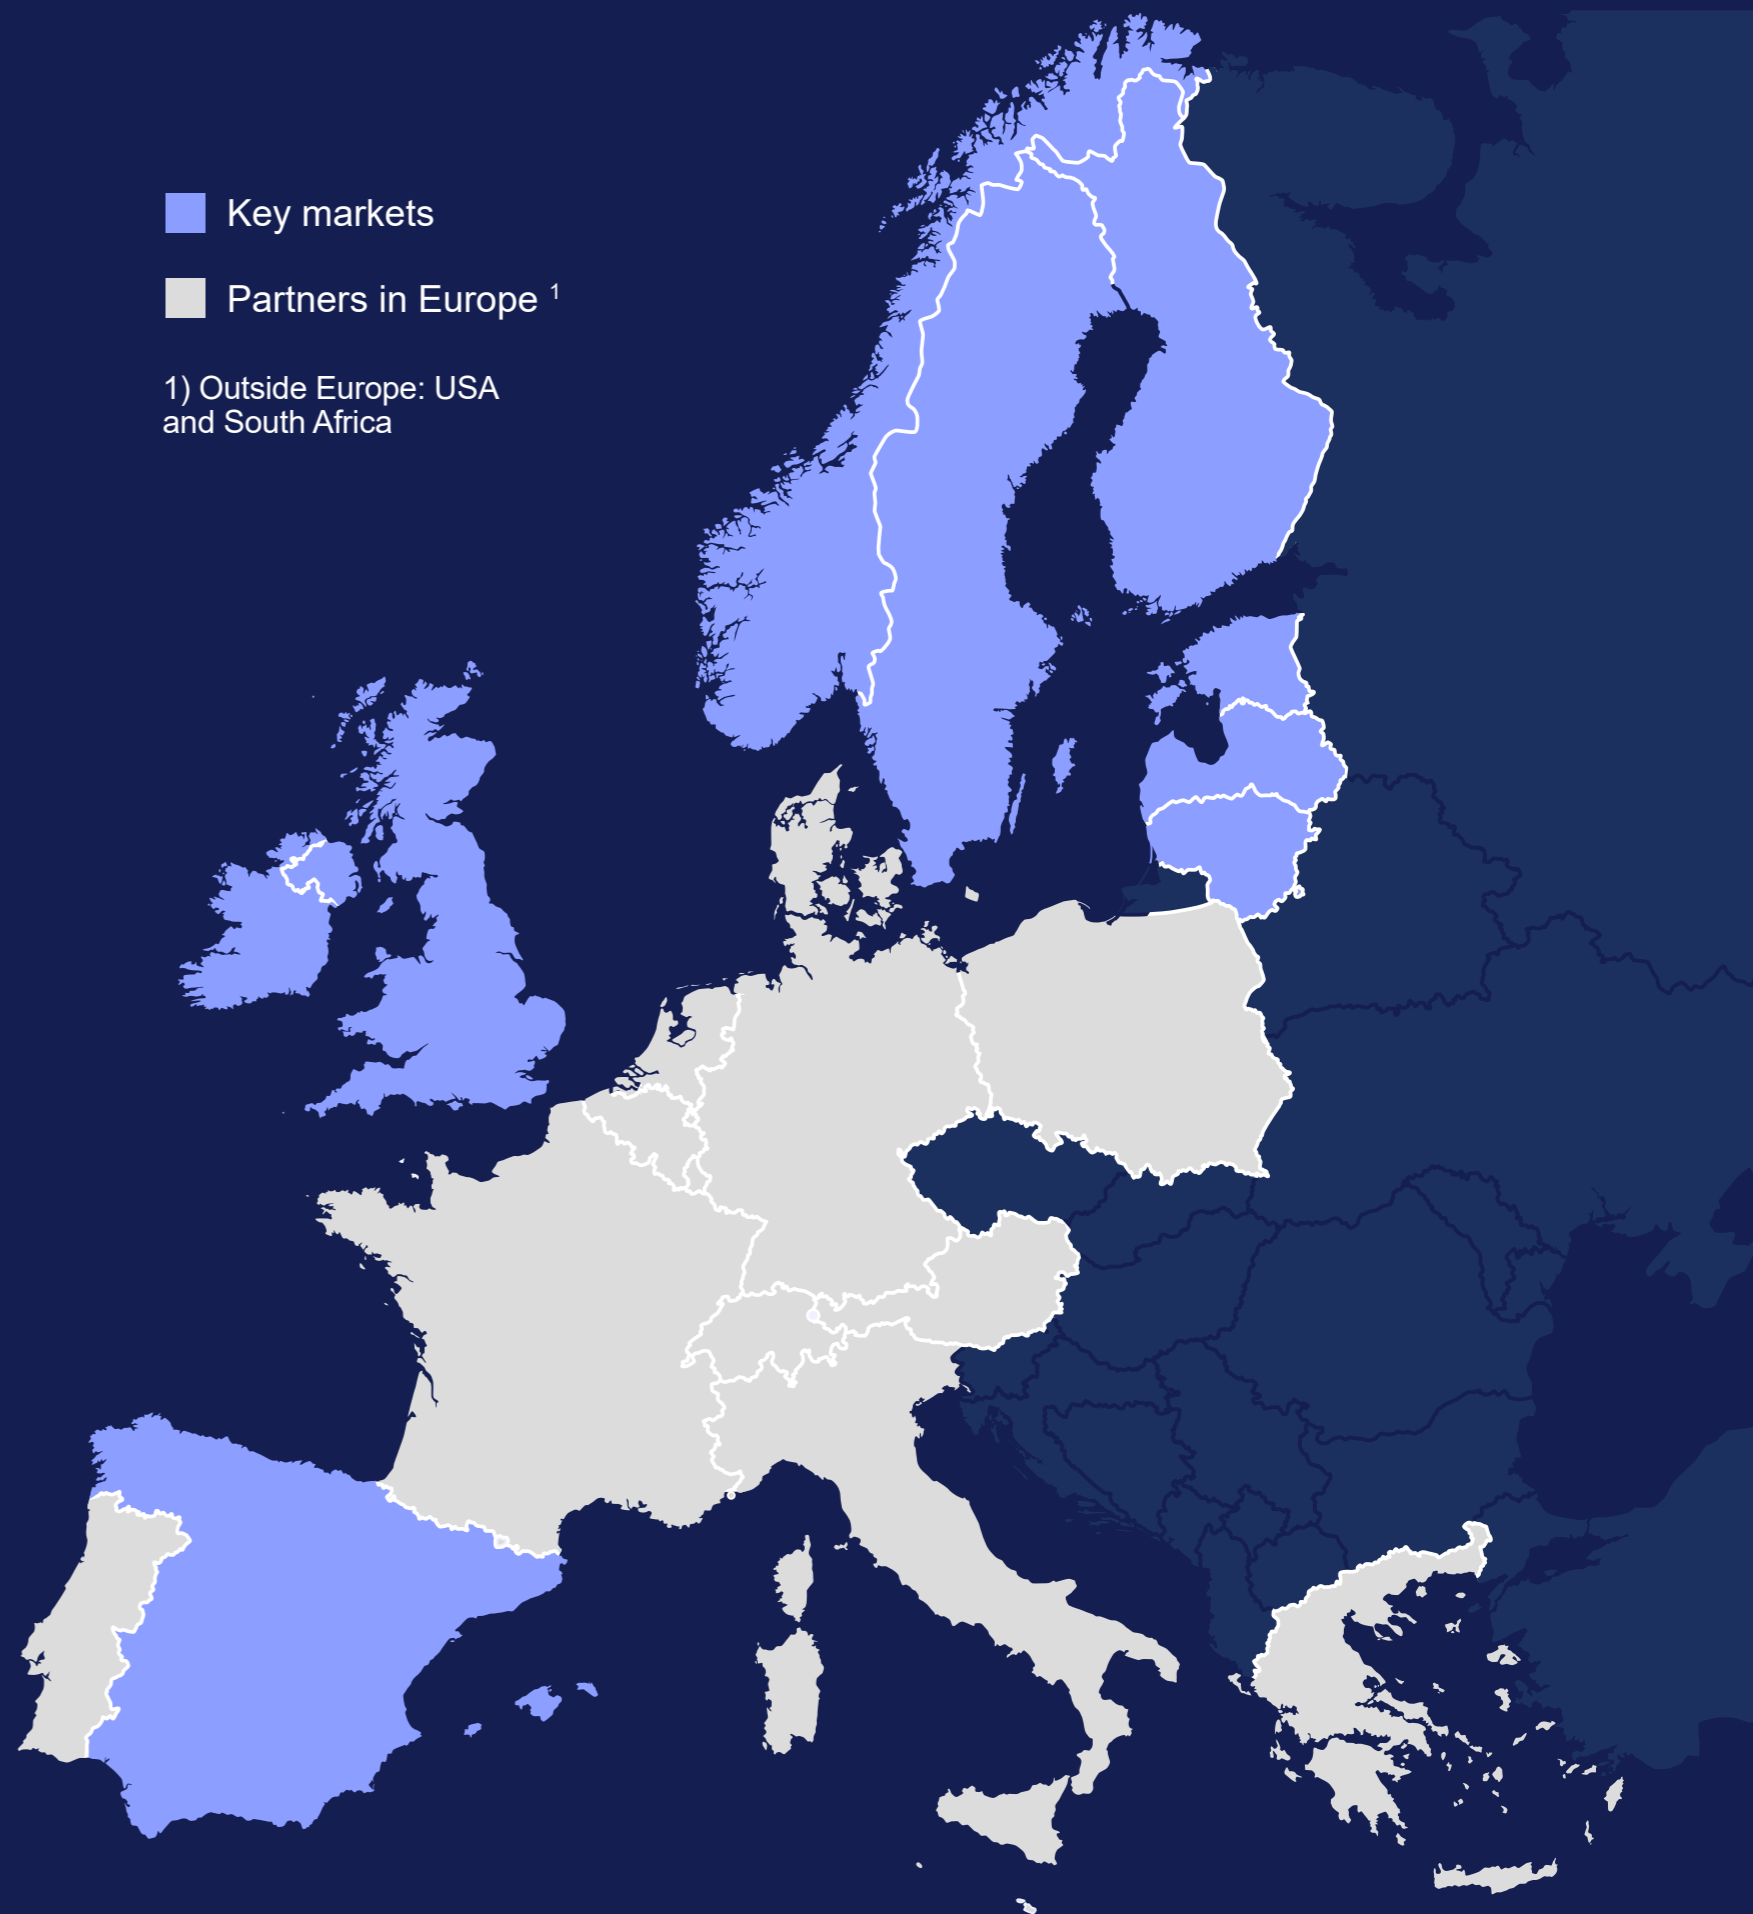 Key markets
Partners in Europe ¹
1) Outside Europe: USA
and South Africa